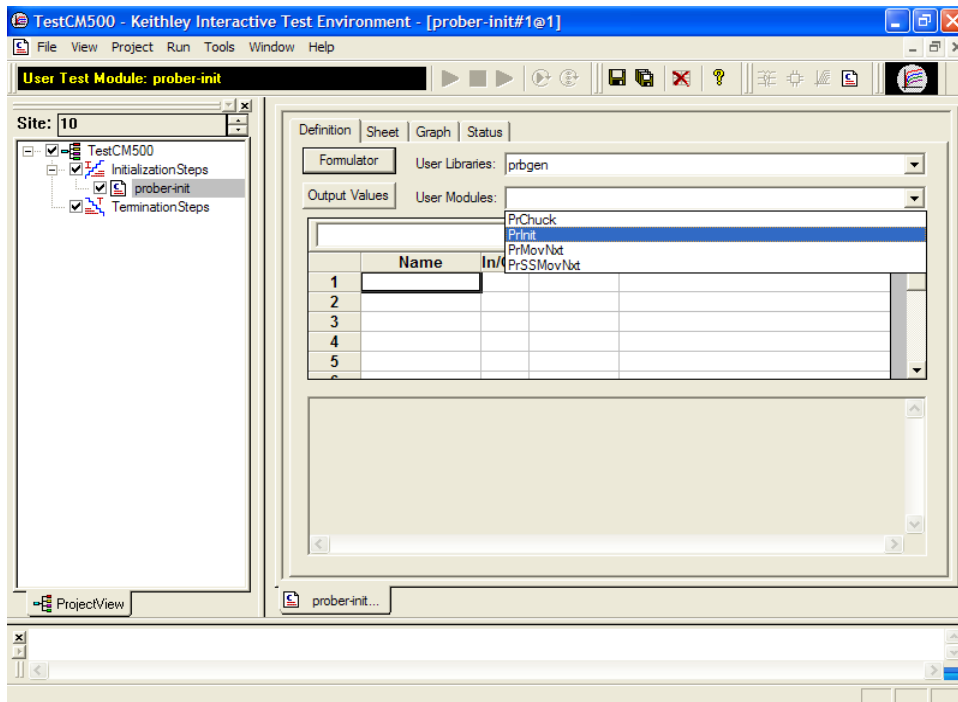 TestCM500 - Keithley Interactive Test Environment - [prober-init#1@1]
File View Project Run Tools Window Help
User Test Module: prober-init
Site: 10
TestCM500
InitializationSteps
prober-init
TerminationSteps
ProjectView
Definition Sheet Graph Status
Formulator User Libraries: prbgen
Output Values User Modules:
PrChuck
PrInit
PrMovNxt
PrSSMovNxt
Name
1
2
3
4
5
prober-init...